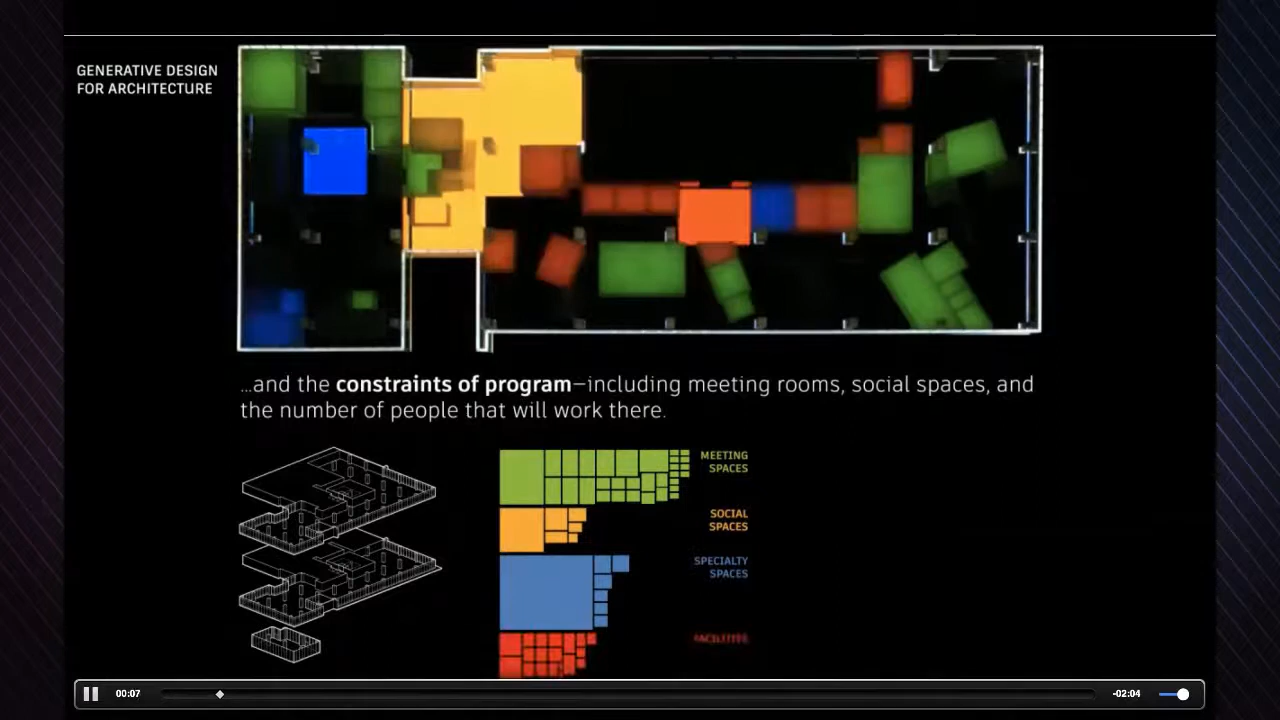 GENERATIVE DESIGN
FOR ARCHITECTURE
...and the constraints of program—including meeting rooms, social spaces, and
the number of people that will work there.
MEETING
SPACES
SOCIAL
SPACES
SPECIALTY
SPACES
FACILITIES
00:07
-02:04